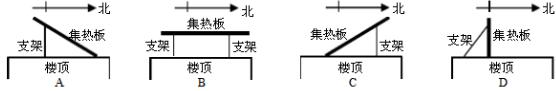 北 北 北 北
集热板
支架 集热板 支架 支架 集热板 支架 支架 集热板
楼顶 楼顶 楼顶 楼顶
A B C D